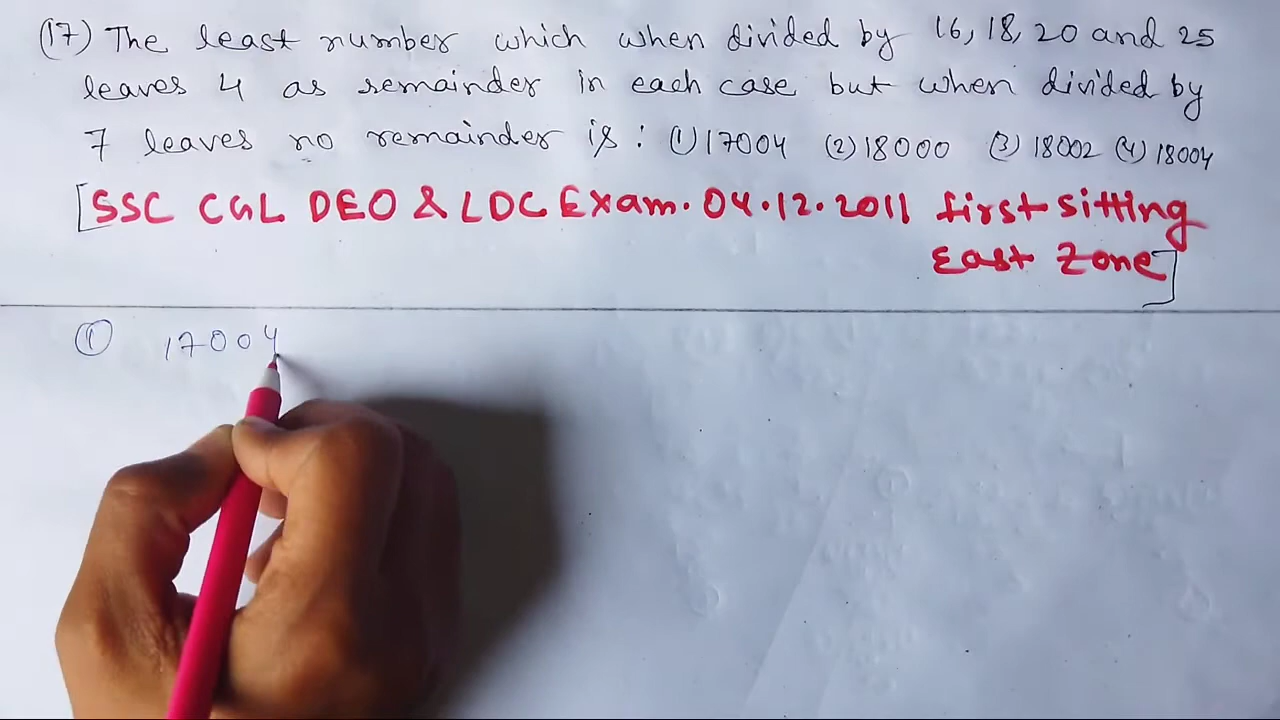 (17) The least number which when divided by 16, 18, 20 and 25
leaves 4 as remainder in each case but when divided by
7 leaves no remainder is : (1) 17004 (2) 18000 (3) 18002 (4) 18004
[SSC CGL DEO & LDC Exam. 04.12.2011 first sitting
East Zone]
(1) 17004